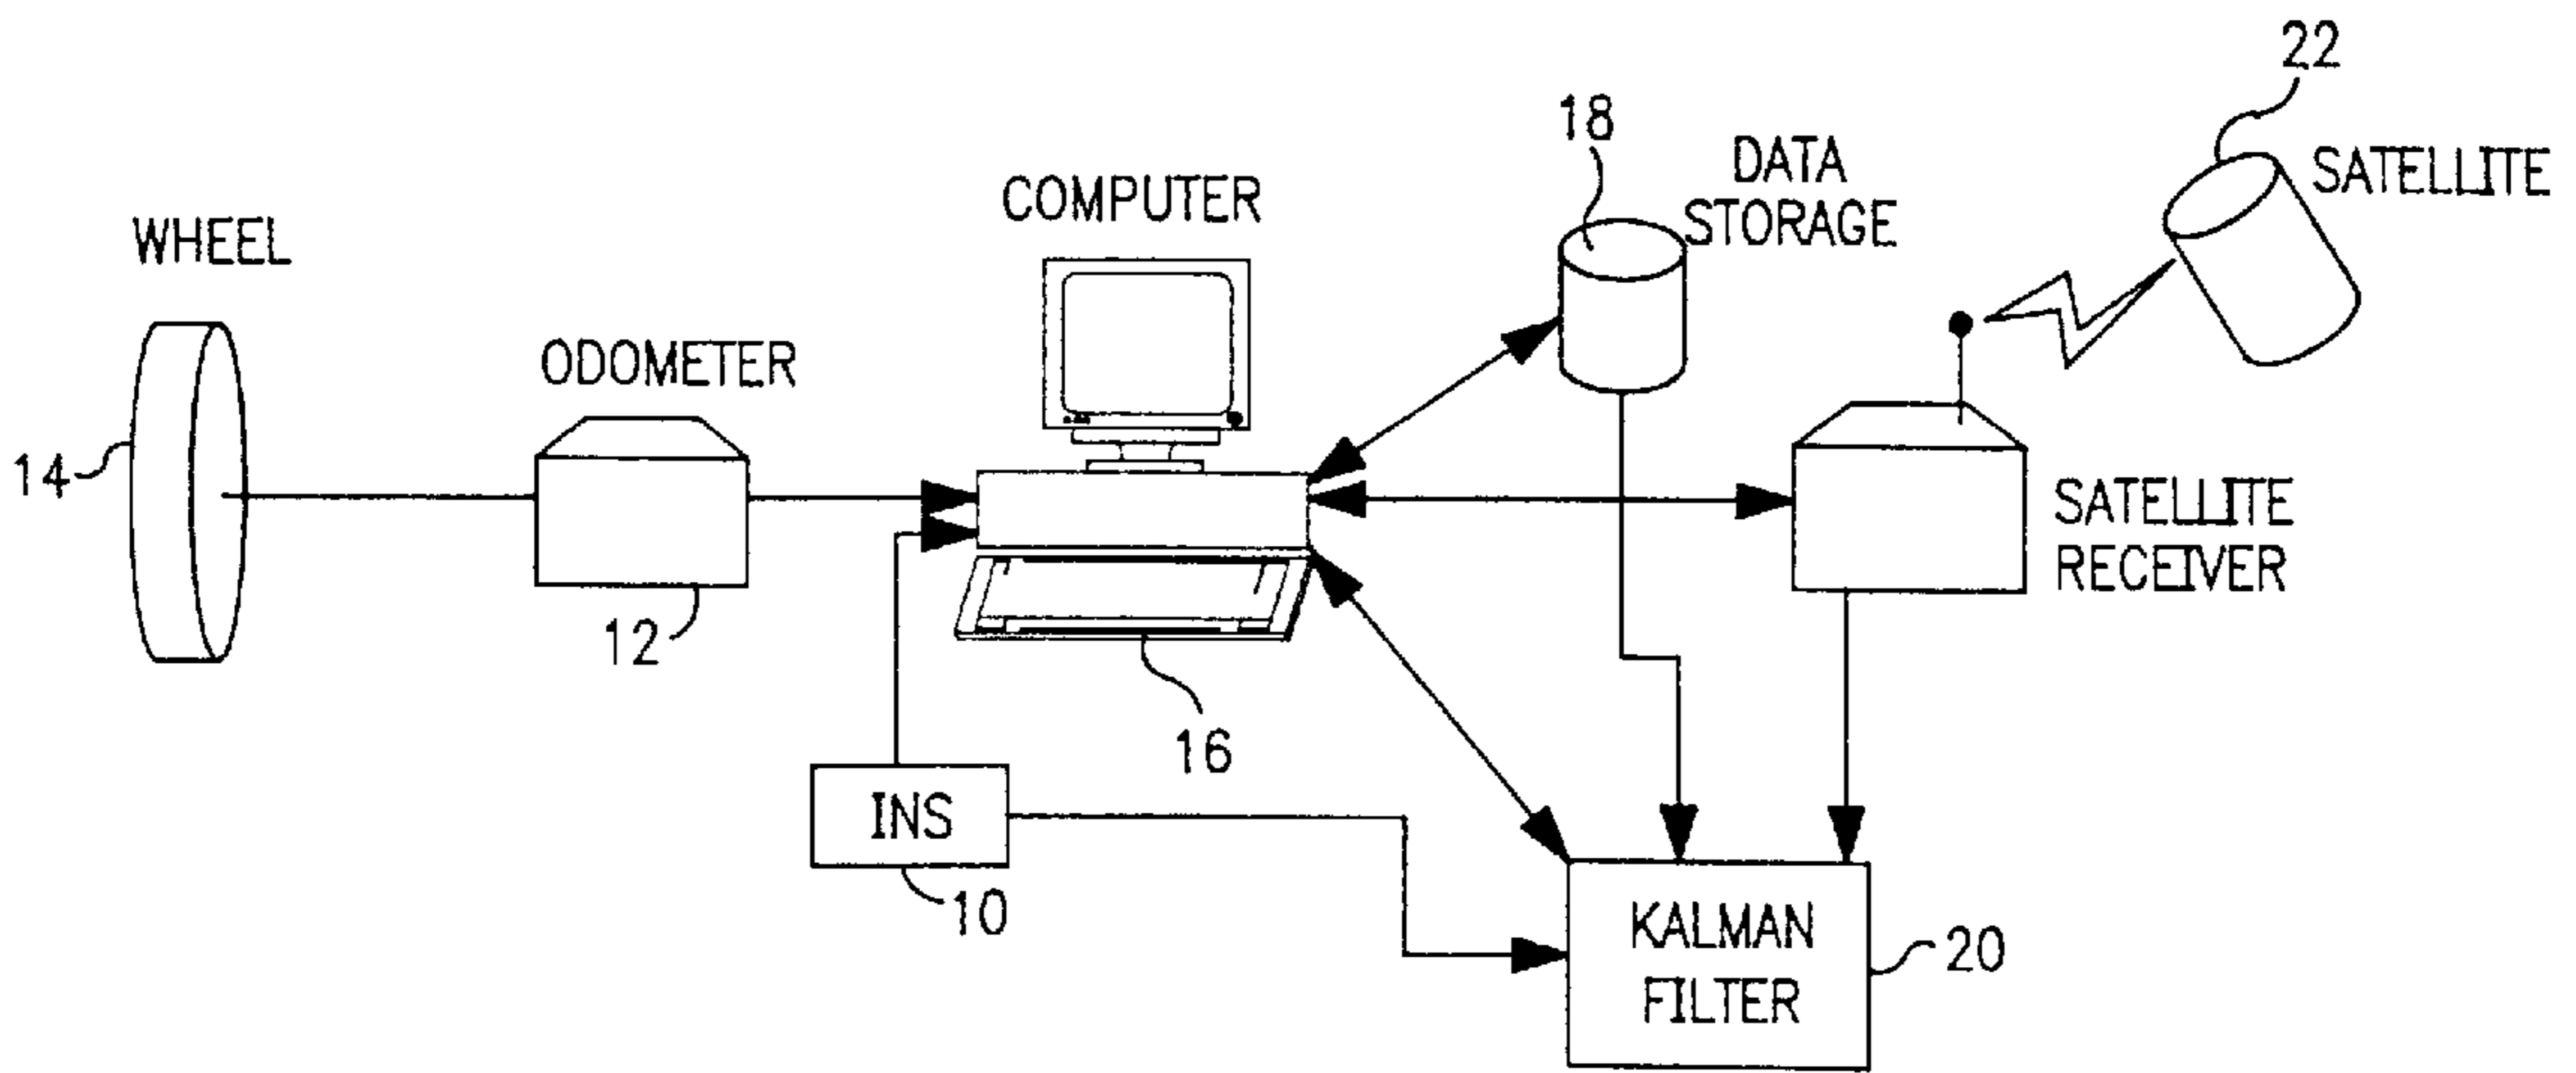 22
18
DATA
STORAGE
SATELLITE
COMPUTER
WHEEL
ODOMETER
14
SATELLITE
RECEIVER
12
16
INS
10
KALMAN
FILTER
20